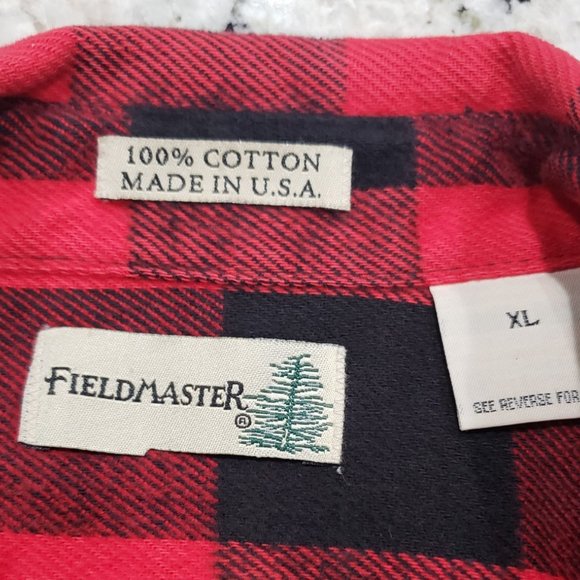 100% COTTON
MADE IN U.S.A.
XL
SEE REVERSE FOR
FIELDMASTER
®